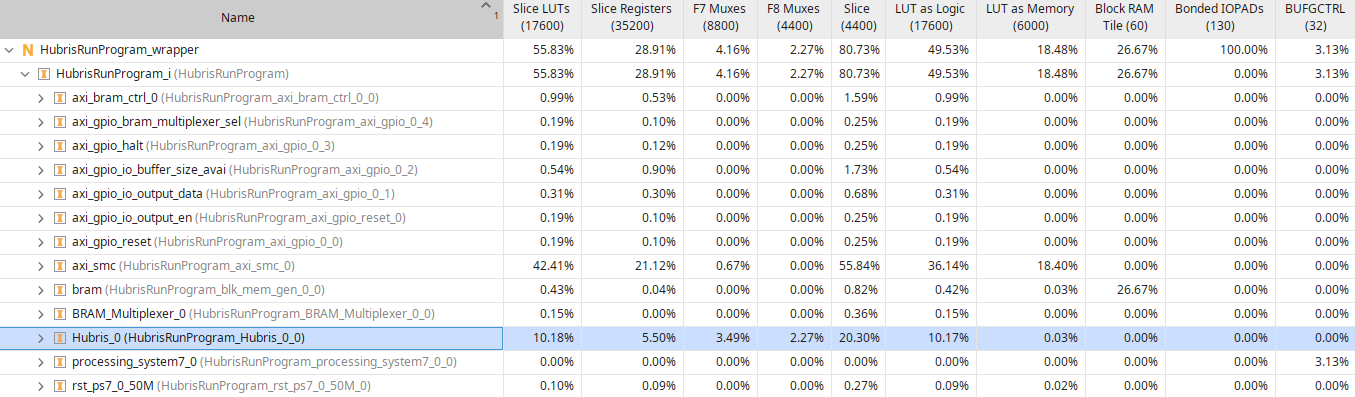 Name 1 Slice LUTs (17600) Slice Registers (35200) F7 Muxes (8800) F8 Muxes (4400) Slice (4400) LUT as Logic (17600) LUT as Memory (6000) Block RAM Tile (60) Bonded IOPADs (130) BUFGCTRL (32)
N HubrisRunProgram_wrapper 55.83% 28.91% 4.16% 2.27% 80.73% 49.53% 18.48% 26.67% 100.00% 3.13%
HubrisRunProgram_i (HubrisRunProgram) 55.83% 28.91% 4.16% 2.27% 80.73% 49.53% 18.48% 26.67% 0.00% 3.13%
axi_bram_ctrl_0 (HubrisRunProgram_axi_bram_ctrl_0_0) 0.99% 0.53% 0.00% 0.00% 1.59% 0.99% 0.00% 0.00% 0.00% 0.00%
axi_gpio_bram_multiplexer_sel (HubrisRunProgram_axi_gpio_0_4) 0.19% 0.10% 0.00% 0.00% 0.25% 0.19% 0.00% 0.00% 0.00% 0.00%
axi_gpio_halt (HubrisRunProgram_axi_gpio_0_3) 0.19% 0.12% 0.00% 0.00% 0.25% 0.19% 0.00% 0.00% 0.00% 0.00%
axi_gpio_io_buffer_size_avai (HubrisRunProgram_axi_gpio_0_2) 0.54% 0.90% 0.00% 0.00% 1.73% 0.54% 0.00% 0.00% 0.00% 0.00%
axi_gpio_io_output_data (HubrisRunProgram_axi_gpio_0_1) 0.31% 0.30% 0.00% 0.00% 0.68% 0.31% 0.00% 0.00% 0.00% 0.00%
axi_gpio_io_output_en (HubrisRunProgram_axi_gpio_reset_0) 0.19% 0.10% 0.00% 0.00% 0.25% 0.19% 0.00% 0.00% 0.00% 0.00%
axi_gpio_reset (HubrisRunProgram_axi_gpio_0_0) 0.19% 0.10% 0.00% 0.00% 0.25% 0.19% 0.00% 0.00% 0.00% 0.00%
axi_smc (HubrisRunProgram_axi_smc_0) 42.41% 21.12% 0.67% 0.00% 55.84% 36.14% 18.40% 0.00% 0.00% 0.00%
bram (HubrisRunProgram_blk_mem_gen_0_0) 0.43% 0.04% 0.00% 0.00% 0.82% 0.42% 0.03% 26.67% 0.00% 0.00%
BRAM_Multiplexer_0 (HubrisRunProgram_BRAM_Multiplexer_0_0) 0.15% 0.00% 0.00% 0.00% 0.36% 0.15% 0.00% 0.00% 0.00% 0.00%
Hubris_0 (HubrisRunProgram_Hubris_0_0) 10.18% 5.50% 3.49% 2.27% 20.30% 10.17% 0.03% 0.00% 0.00% 0.00%
processing_system7_0 (HubrisRunProgram_processing_system7_0_0) 0.00% 0.00% 0.00% 0.00% 0.00% 0.00% 0.00% 0.00% 0.00% 3.13%
rst_ps7_0_50M (HubrisRunProgram_rst_ps7_0_50M_0) 0.10% 0.09% 0.00% 0.00% 0.27% 0.09% 0.02% 0.00% 0.00% 0.00%